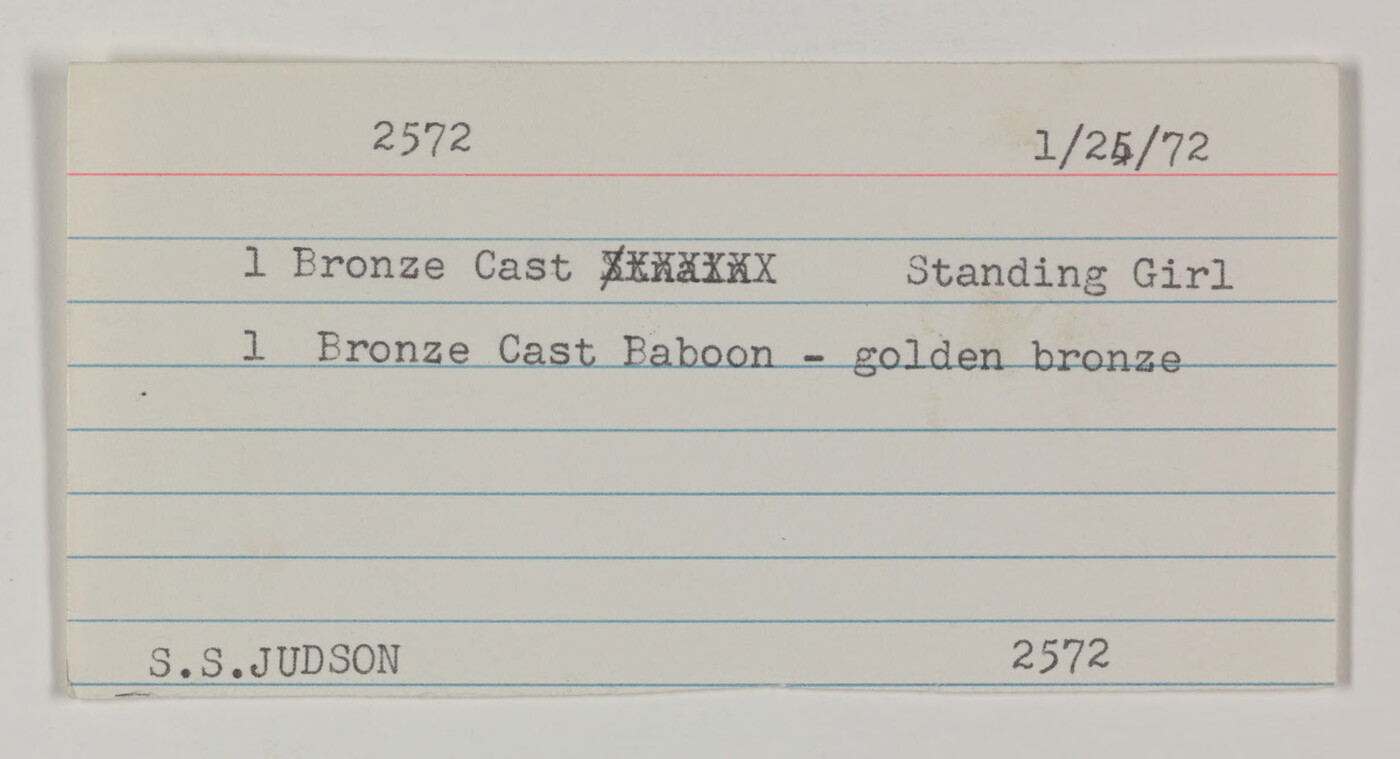 2572 1/25/72
1 Bronze Cast Standing Girl
1 Bronze Cast Baboon - golden bronze
S.S.JUDSON 2572